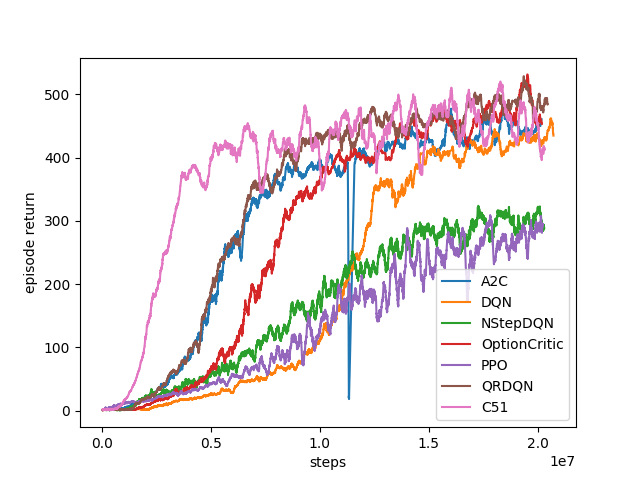 500
400
300
200
100
0
episode return
0.0 0.5 1.0 1.5 2.0
1e7
steps
A2C
DQN
NStepDQN
OptionCritic
PPO
QRDQN
C51